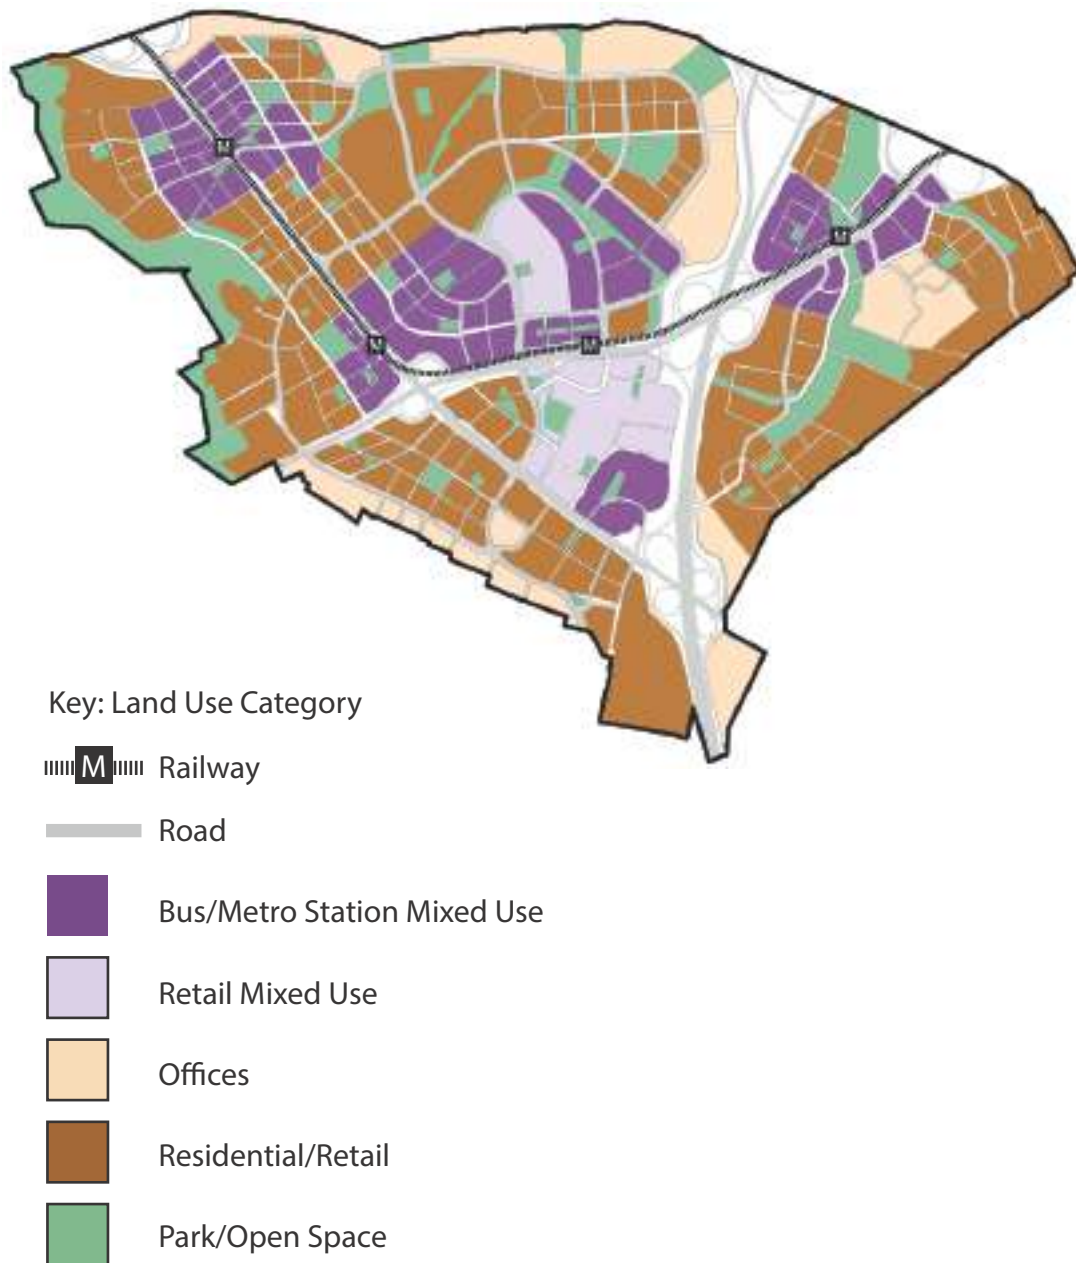 M
M
M
M
Key: Land Use Category
M Railway
Road
Bus/Metro Station Mixed Use
Retail Mixed Use
Offices
Residential/Retail
Park/Open Space